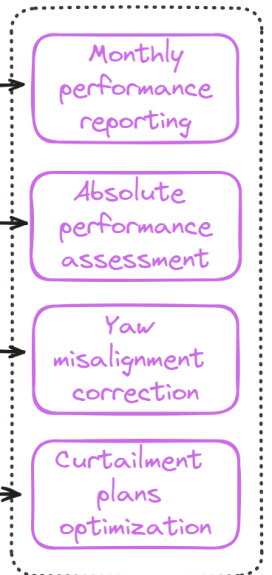 Monthly
performance
reporting
Absolute
performance
assessment
Yaw
misalignment
correction
Curtailment
plans
optimization